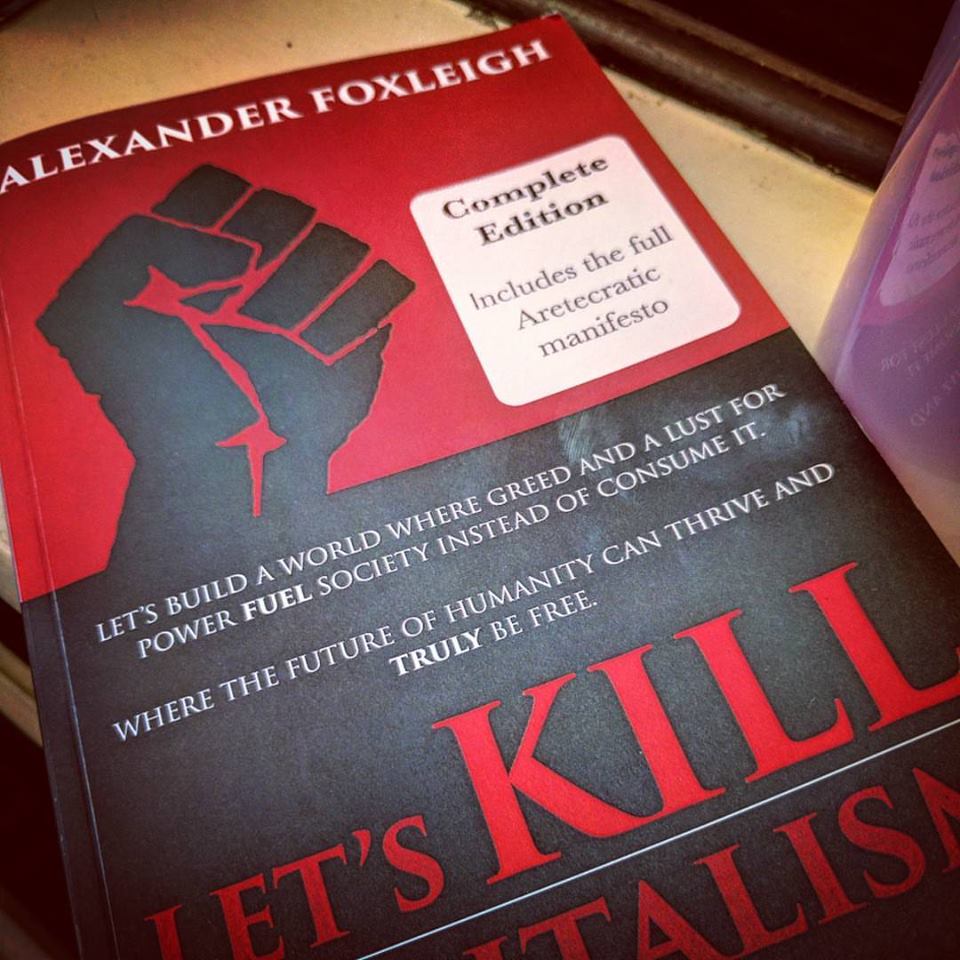 ALEXANDER FOXLEIGH
Complete
Edition
Includes the full
Aretecratic
manifesto
LET'S BUILD A WORLD WHERE GREED AND A LUST FOR
POWER FUEL SOCIETY INSTEAD OF CONSUME IT.
WHERE THE FUTURE OF HUMANITY CAN THRIVE AND
TRULY BE FREE.
LET'S KILL
ITALISM